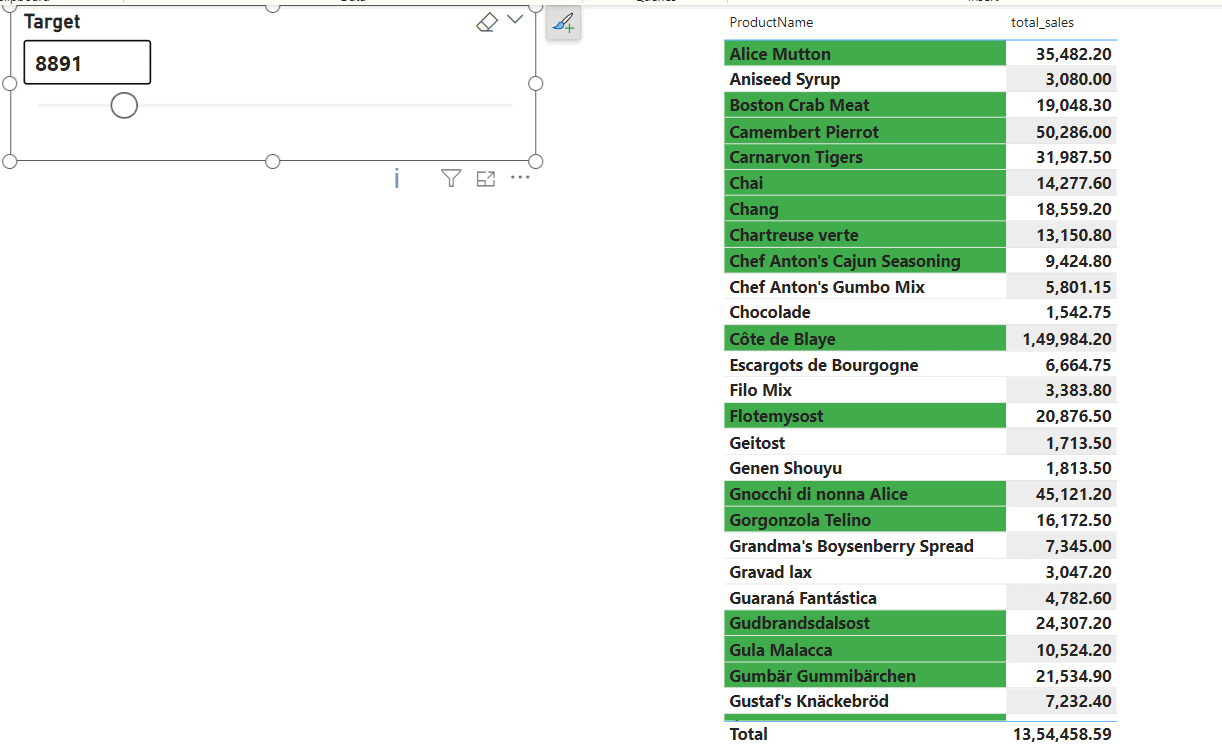 Target
8891
ProductName total_sales
Alice Mutton 35,482.20
Aniseed Syrup 3,080.00
Boston Crab Meat 19,048.30
Camembert Pierrot 50,286.00
Carnarvon Tigers 31,987.50
Chai 14,277.60
Chang 18,559.20
Chartreuse verte 13,150.80
Chef Anton's Cajun Seasoning 9,424.80
Chef Anton's Gumbo Mix 5,801.15
Chocolade 1,542.75
Côte de Blaye 1,49,984.20
Escargots de Bourgogne 6,664.75
Filo Mix 3,383.80
Flotemysost 20,876.50
Geitost 1,713.50
Genen Shouyu 1,813.50
Gnocchi di nonna Alice 45,121.20
Gorgonzola Telino 16,172.50
Grandma's Boysenberry Spread 7,345.00
Gravad lax 3,047.20
Guaraná Fantástica 4,782.60
Gudbrandsdalsost 24,307.20
Gula Malacca 10,524.20
Gumbär Gummibärchen 21,534.90
Gustaf's Knäckebröd 7,232.40
Total 13,54,458.59